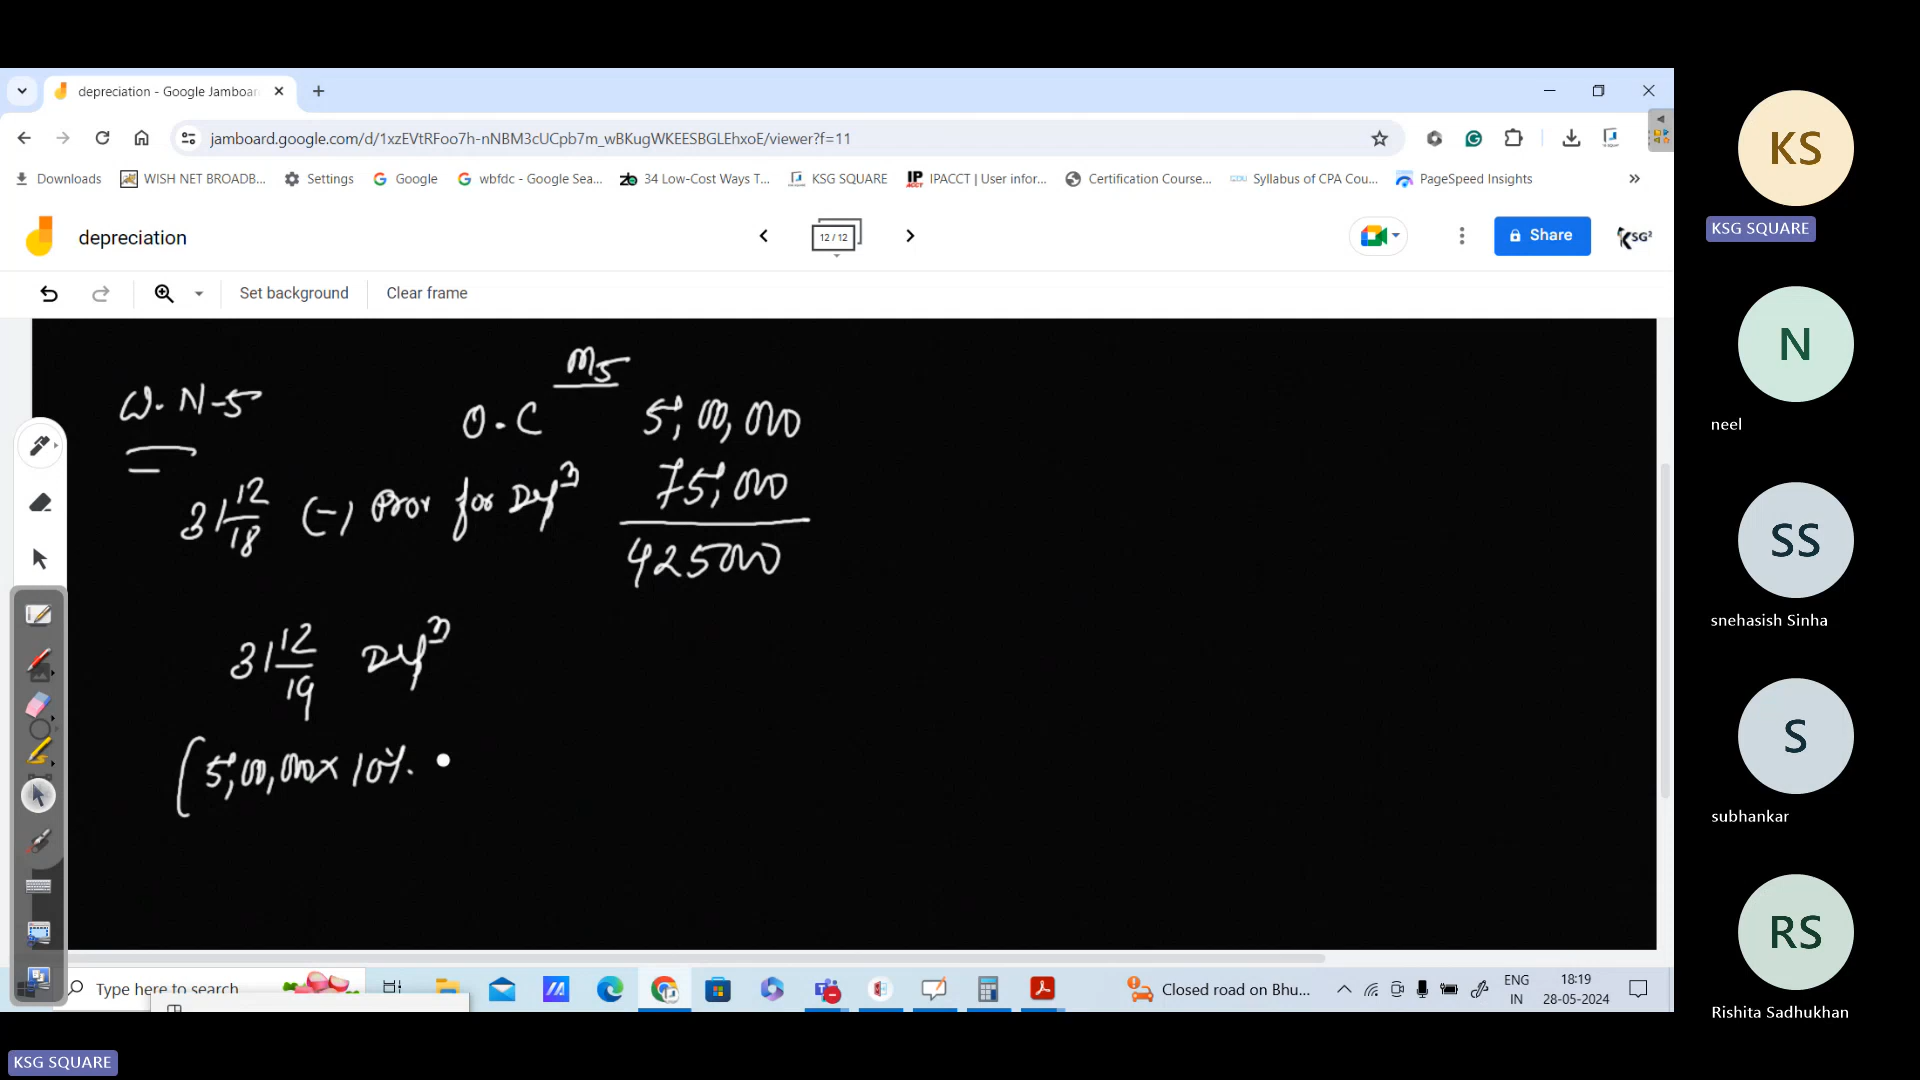 depreciation - Google Jamboar
jamboard.google.com/d/1xzEVtRFoo7h-nNBM3cUCpb7m_wBKugWKEESBGLEhxoE/viewer?f=11
Downloads WISH NET BROADB... Settings Google wbfdc - Google Sea... 34 Low-Cost Ways T... KSG SQUARE IPACCT | User infor... Certification Course... Syllabus of CPA Cou... PageSpeed Insights
depreciation 12 / 12 Share KSG²
Set background Clear frame
M5
W.N-5 O.C 5,00,000
31 12/18 (-) Prov for Depn 75,000
425000
31 12/19 Depn
(5,00,000 x 10%.
Type here to search Closed road on Bhu... ENG IN 18:19 28-05-2024
KSG SQUARE
KS
KSG SQUARE
N
neel
SS
snehasish Sinha
S
subhankar
RS
Rishita Sadhukhan